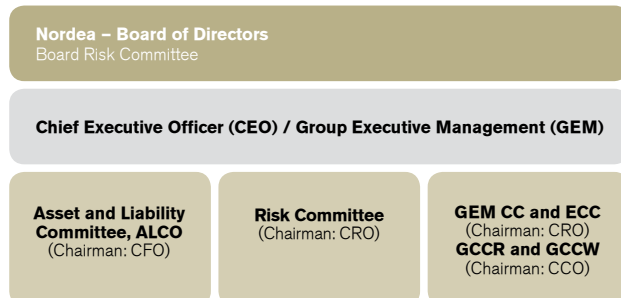 Nordea – Board of Directors
Board Risk Committee
Chief Executive Officer (CEO) / Group Executive Management (GEM)
Asset and Liability
Committee, ALCO
(Chairman: CFO)
Risk Committee
(Chairman: CRO)
GEM CC and ECC
(Chairman: CRO)
GCCR and GCCW
(Chairman: CCO)